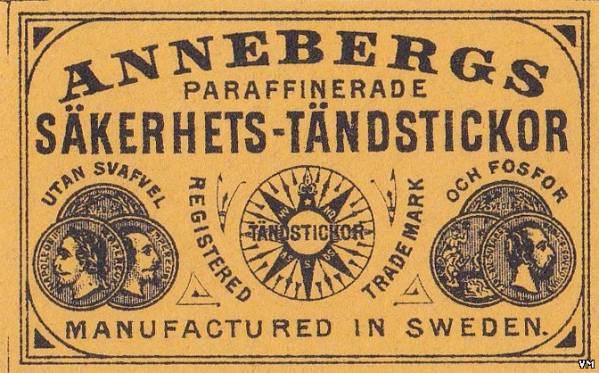 ANNEBERGS
PARAFFINERADE
SÄKERHETS-TÄNDSTICKOR
UTAN SVAFVEL
OCH FOSFOR
REGISTERED
TRADE MARK
TÄNDSTICKOR
MANUFACTURED IN SWEDEN.
VM